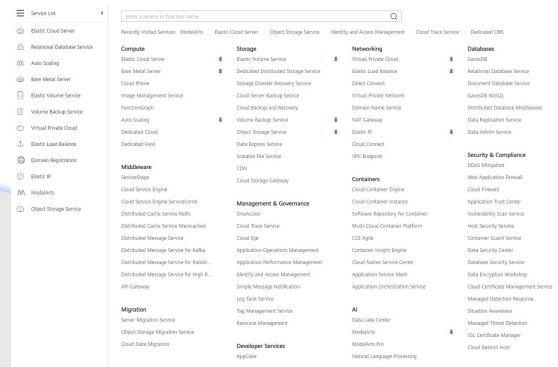 Service List
Elastic Cloud Server
Relational Database Service
Auto Scaling
Bare Metal Server
Elastic Volume Service
Volume Backup Service
Virtual Private Cloud
Elastic Load Balance
Domain Registration
Elastic IP
ModelArts
Object Storage Service
Enter a service or function name.
Recently Visited Services: ModelArts Elastic Cloud Server Object Storage Service Identity and Access Management Cloud Trace Service Dedicated DBS
Compute
Elastic Cloud Server
Bare Metal Server
Cloud Phone
Image Management Service
FunctionGraph
Auto Scaling
Dedicated Cloud
Dedicated Host
Middleware
ServiceStage
Cloud Service Engine
Cloud Service Engine ServiceComb
Distributed Cache Service Redis
Distributed Cache Service Memcached
Distributed Message Service
Distributed Message Service for Kafka
Distributed Message Service for Rabbit...
Distributed Message Service for High R...
API Gateway
Migration
Server Migration Service
Object Storage Migration Service
Cloud Data Migration
Storage
Elastic Volume Service
Dedicated Distributed Storage Service
Storage Disaster Recovery Service
Cloud Server Backup Service
Cloud Backup and Recovery
Volume Backup Service
Object Storage Service
Data Express Service
Scalable File Service
CDN
Cloud Storage Gateway
Management & Governance
OneAccess
Cloud Trace Service
Cloud Eye
Application Operations Management
Application Performance Management
Identity and Access Management
Simple Message Notification
Log Tank Service
Tag Management Service
Resource Management
Developer Services
AppCube
Networking
Virtual Private Cloud
Elastic Load Balance
Direct Connect
Virtual Private Network
Domain Name Service
NAT Gateway
Elastic IP
Cloud Connect
VPC Endpoint
Containers
Cloud Container Engine
Cloud Container Instance
Software Repository for Container
Multi-Cloud Container Platform
CCE Agile
Container Insight Engine
Cloud Native Service Center
Application Service Mesh
Application Orchestration Service
AI
Data Lake Center
ModelArts
ModelArts Pro
Natural Language Processing
Databases
GaussDB
Relational Database Service
Document Database Service
GaussDB NoSQL
Distributed Database Middleware
Data Replication Service
Data Admin Service
Security & Compliance
DDoS Mitigation
Web Application Firewall
Cloud Firewall
Application Trust Center
Vulnerability Scan Service
Host Security Service
Container Guard Service
Data Security Center
Database Security Service
Data Encryption Workshop
Cloud Certificate Management Service
Managed Detection Response
Situation Awareness
Managed Threat Detection
SSL Certificate Manager
Cloud Bastion Host